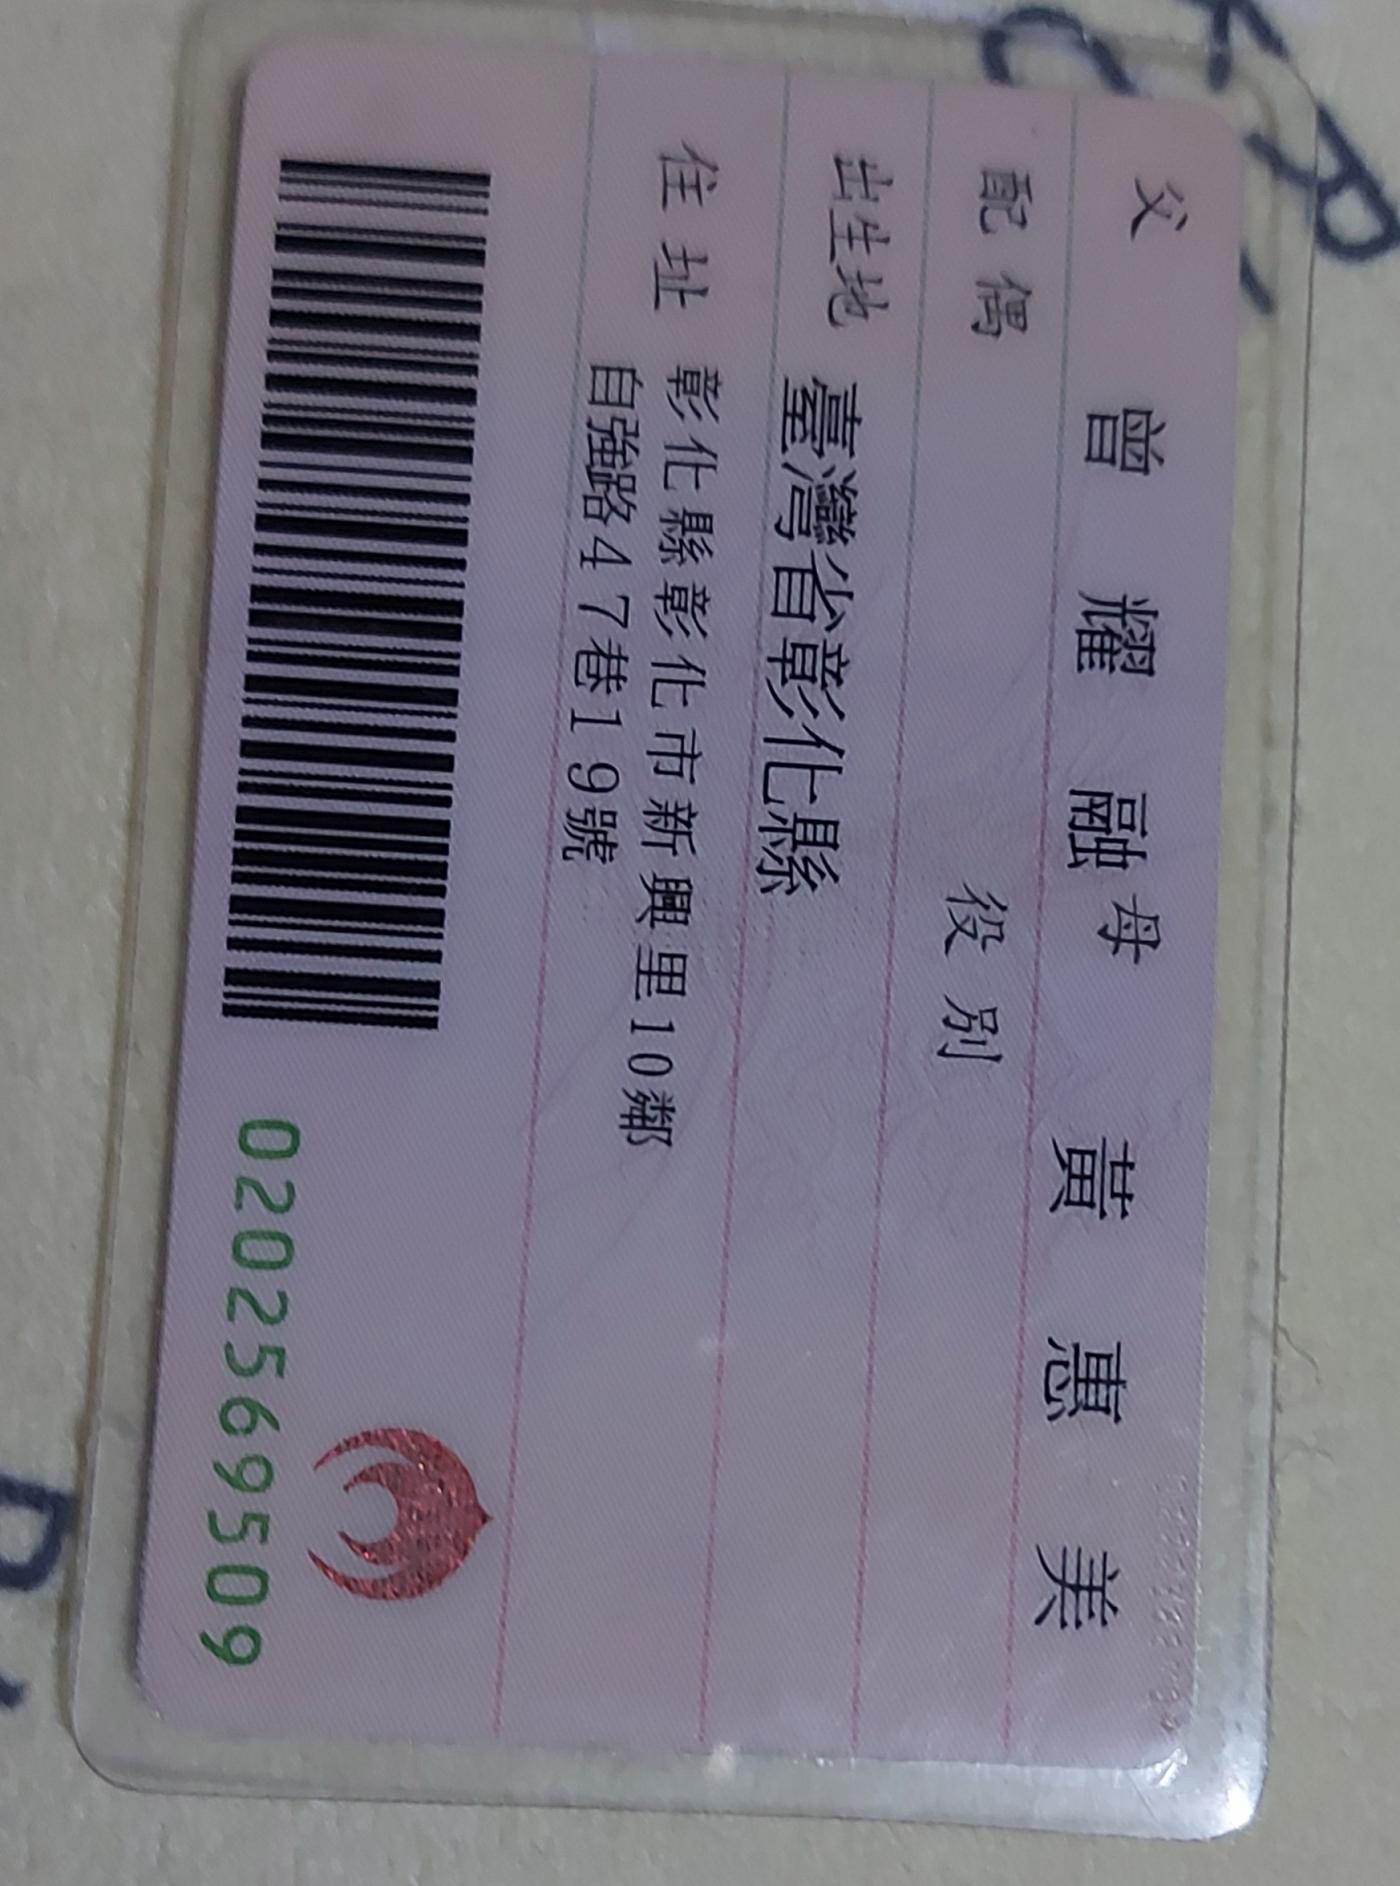 父 曾耀融 母 黃惠美
配偶 役別
出生地 臺灣省彰化縣
住址 彰化縣彰化市新興里10鄰
自強路47巷19號
0202569509